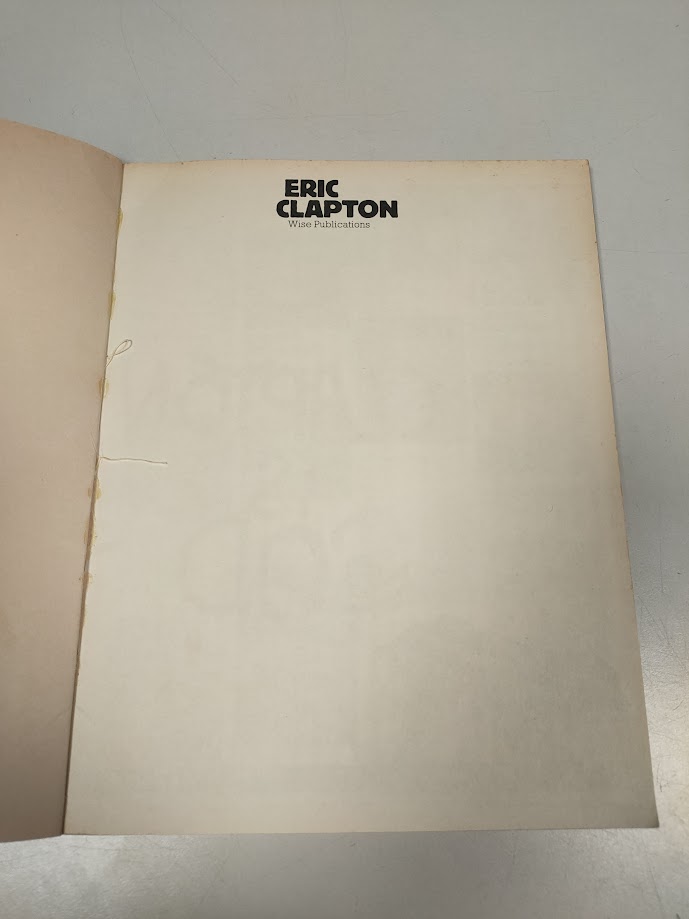 ERIC
CLAPTON
Wise Publications